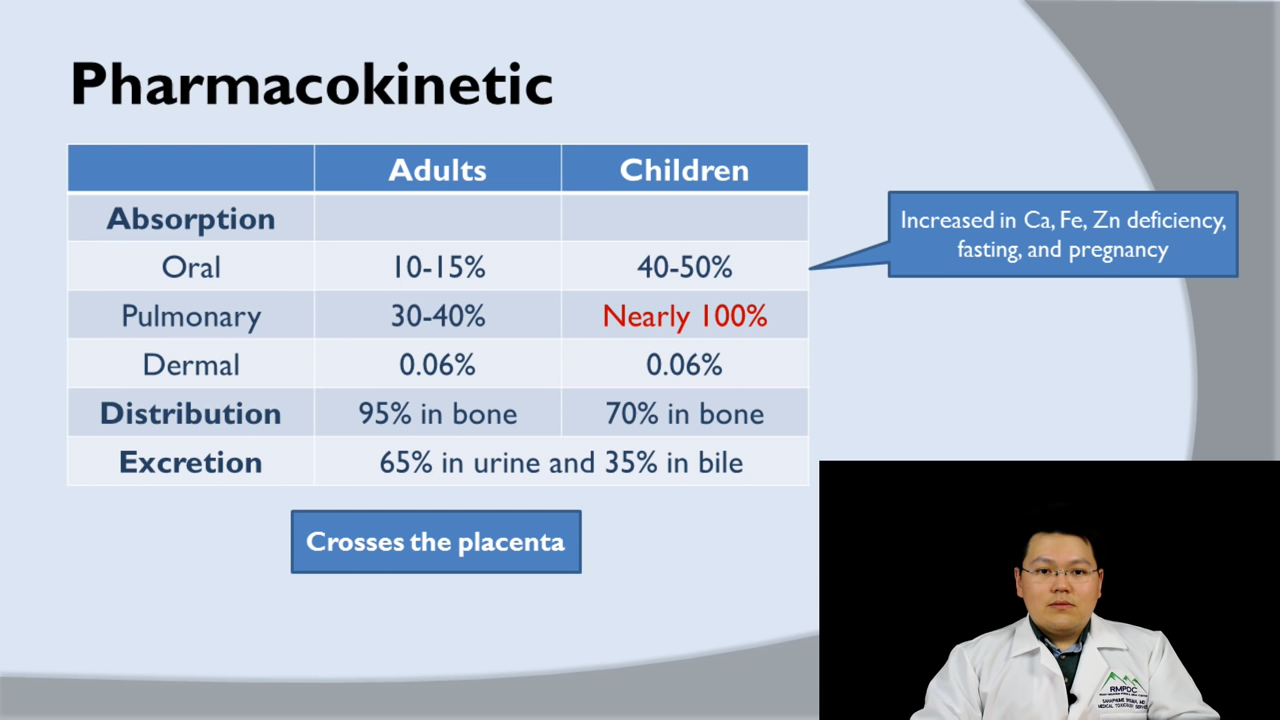 Pharmacokinetic
Adults Children
Absorption
Oral 10-15% 40-50%
Pulmonary 30-40% Nearly 100%
Dermal 0.06% 0.06%
Distribution 95% in bone 70% in bone
Excretion 65% in urine and 35% in bile
Increased in Ca, Fe, Zn deficiency,
fasting, and pregnancy
Crosses the placenta
RMPDC
MEDICAL TOXICOLOGY